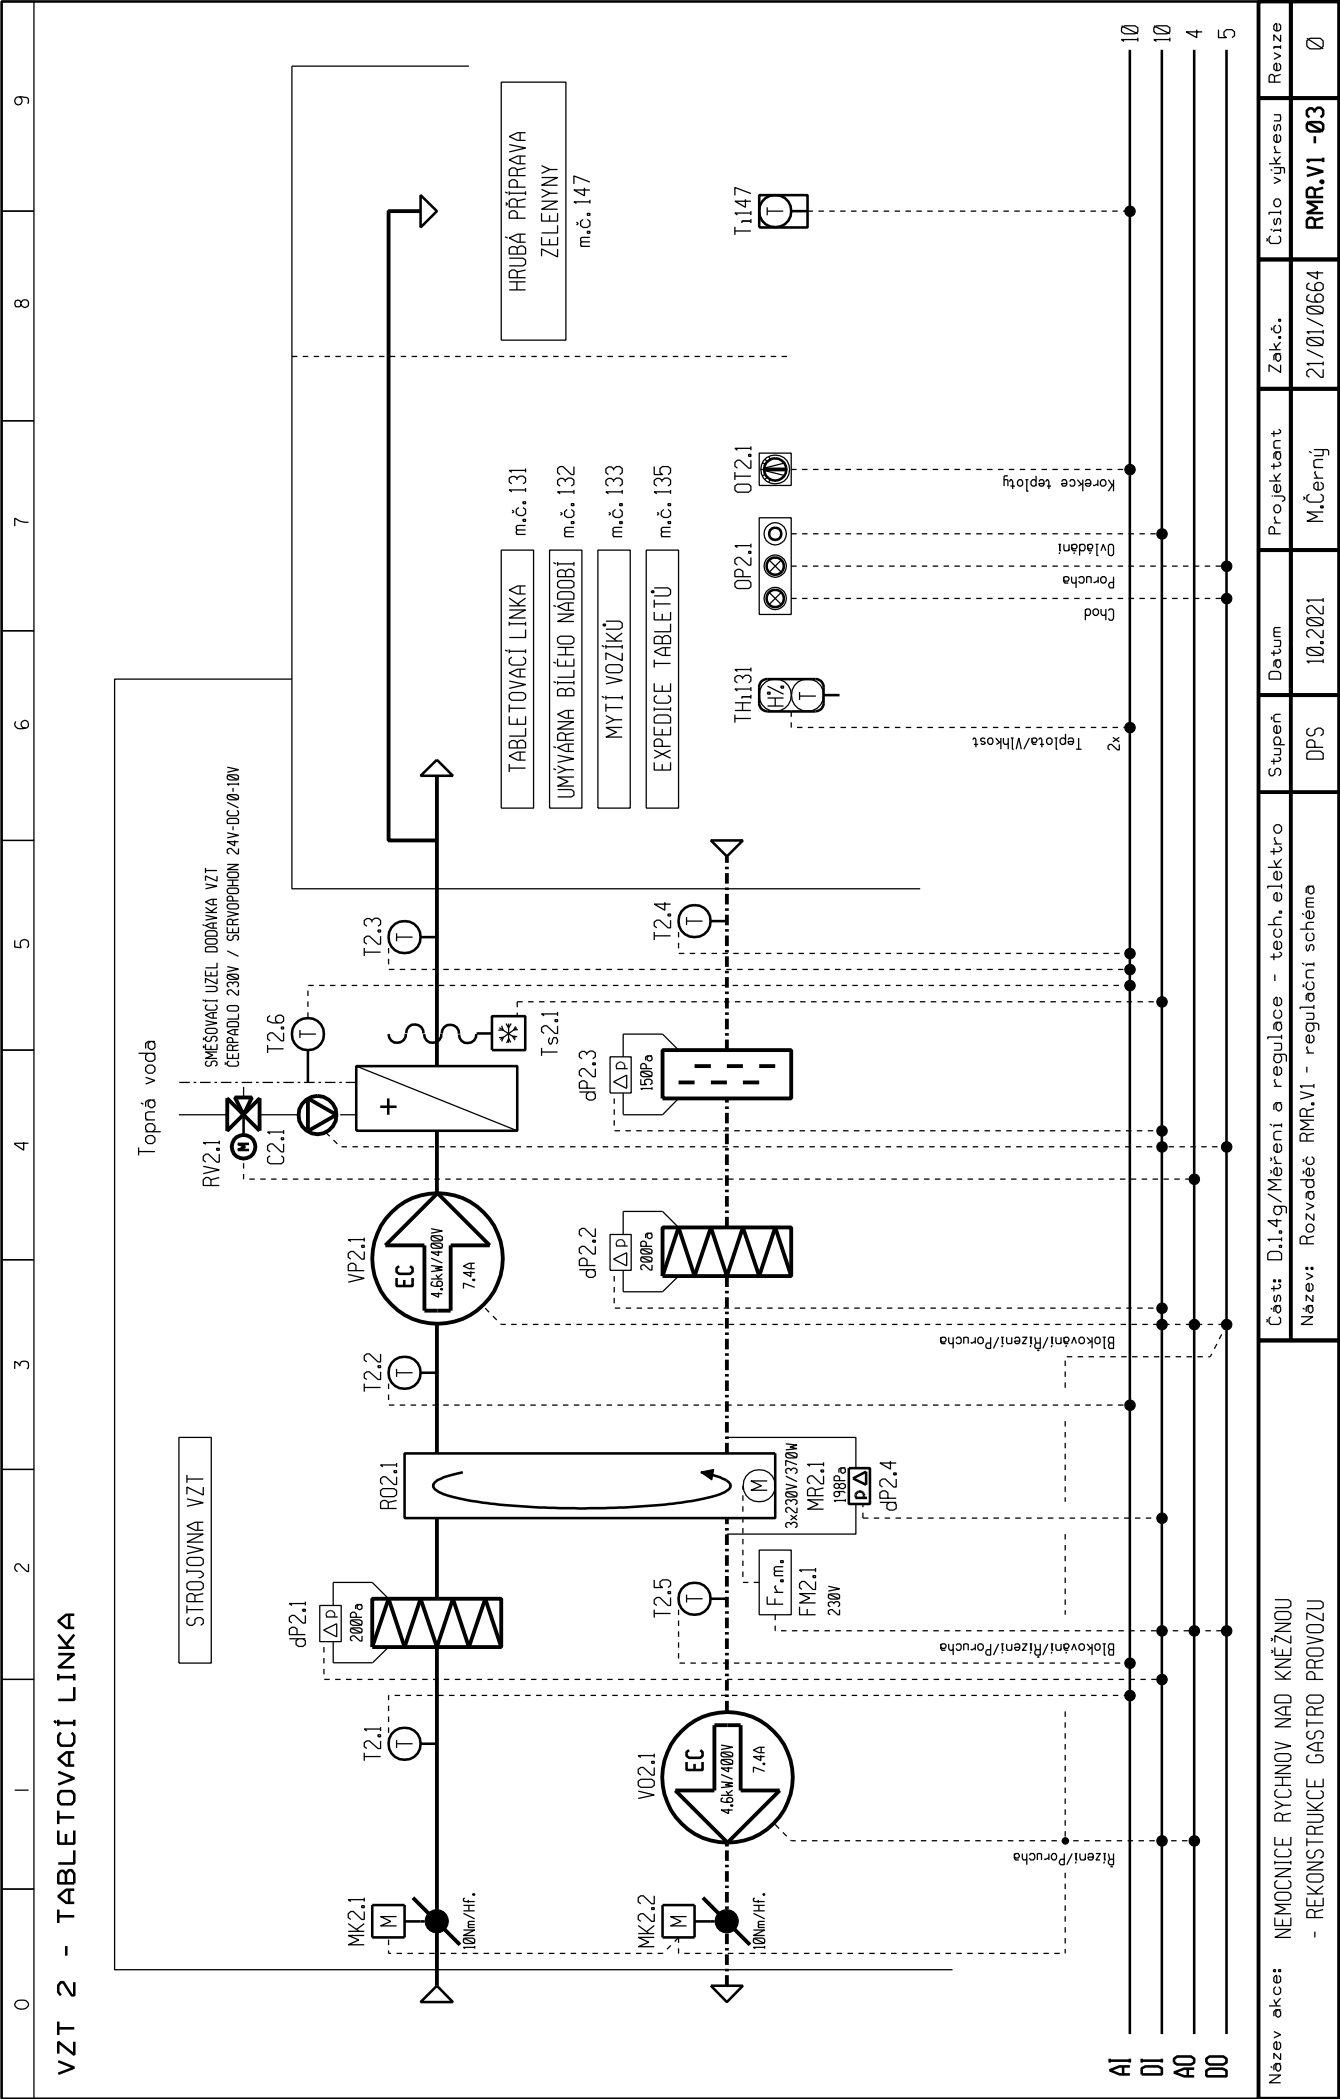 0 1 2 3 4 5 6 7 8 9
VZT 2 - TABLETOVACÍ LINKA
STROJOVNA VZT
Topná voda
SMĚŠOVACÍ UZEL DODÁVKA VZT
ČERPADLO 230V / SERVOPOHON 24V-DC/0-10V
RV2.1
M
C2.1
T2.6
T
MK2.1
M
10Nm/Hf.
T2.1
T
dP2.1
Δp
200Pa
RO2.1
T2.2
T
VP2.1
EC
4.6kW/400V
7.4A
+
Ts2.1
T2.3
T
HRUBÁ PŘÍPRAVA
ZELENYNY
m.č. 147
TABLETOVACÍ LINKA m.č. 131
UMÝVÁRNA BÍLÉHO NÁDOBÍ m.č. 132
MYTÍ VOZÍKŮ m.č. 133
EXPEDICE TABLETŮ m.č. 135
MK2.2
M
10Nm/Hf.
VO2.1
EC
4.6kW/400V
7.4A
T2.5
T
M
3x230V/370W
MR2.1
Fr.m.
FM2.1
230V
198Pa
Δp
dP2.4
dP2.2
Δp
200Pa
dP2.3
Δp
150Pa
T2.4
T
THi131
H%
T
OP2.1
OT2.1
Ti147
T
Řízení/Porucha
Blokování/Řízení/Porucha
Blokování/Řízení/Porucha
Teplota/Vlhkost
2x
Chod
Porucha
Ovládání
Korekce teploty
AI 10
DI 10
AO 4
DO 5
Název akce: NEMOCNICE RYCHNOV NAD KNĚŽNOU
- REKONSTRUKCE GASTRO PROVOZU
Část: D.1.4g/Měření a regulace - tech.elektro
Název: Rozvaděč RMR.V1 - regulační schéma
Stupeň
DPS
Datum
10.2021
Projektant
M.Černý
Zak.č.
21/01/0664
Číslo výkresu
RMR.V1 -03
Revize
0